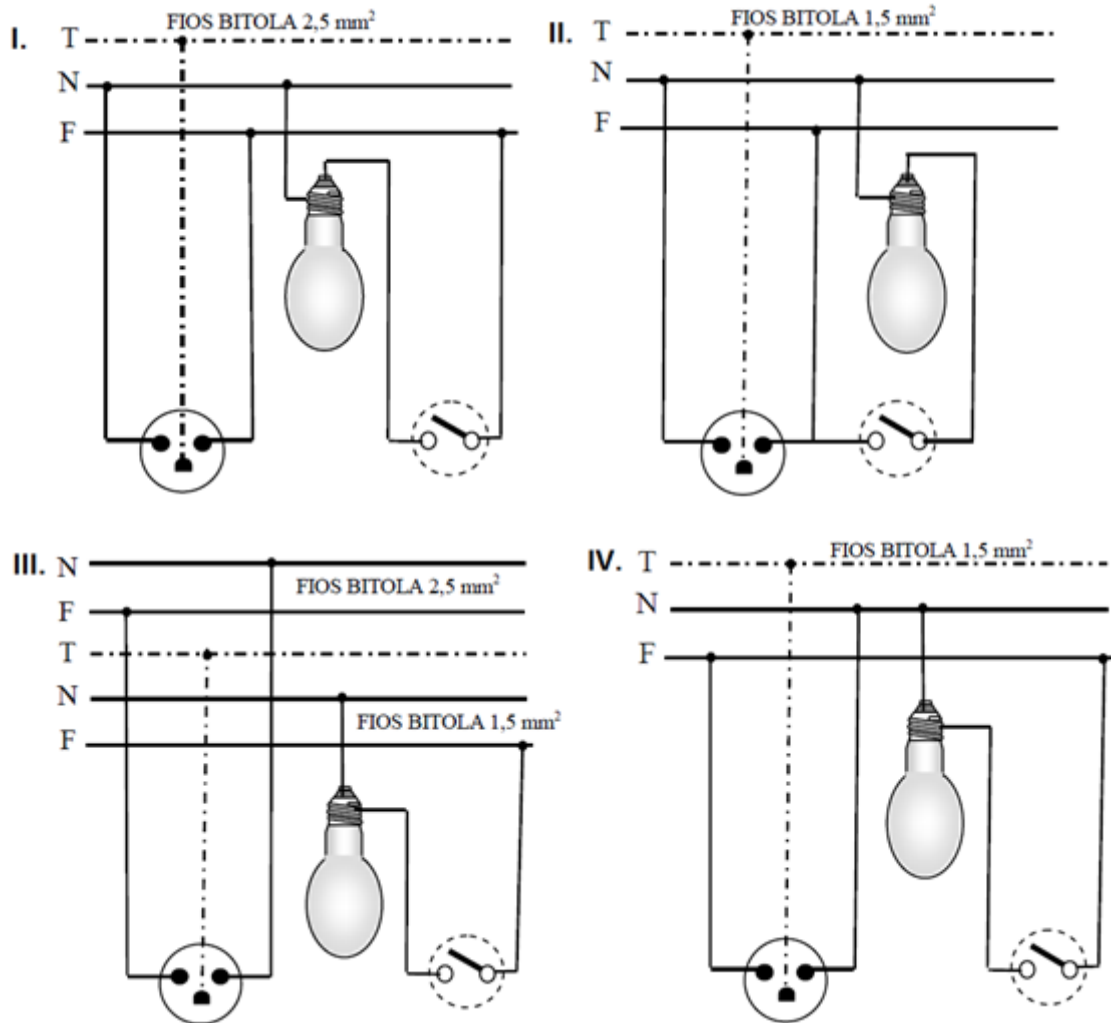 I.
FIOS BITOLA 2,5 mm²
T
N
F
II.
FIOS BITOLA 1,5 mm²
T
N
F
III.
N
FIOS BITOLA 2,5 mm²
F
T
N
FIOS BITOLA 1,5 mm²
F
IV.
FIOS BITOLA 1,5 mm²
T
N
F